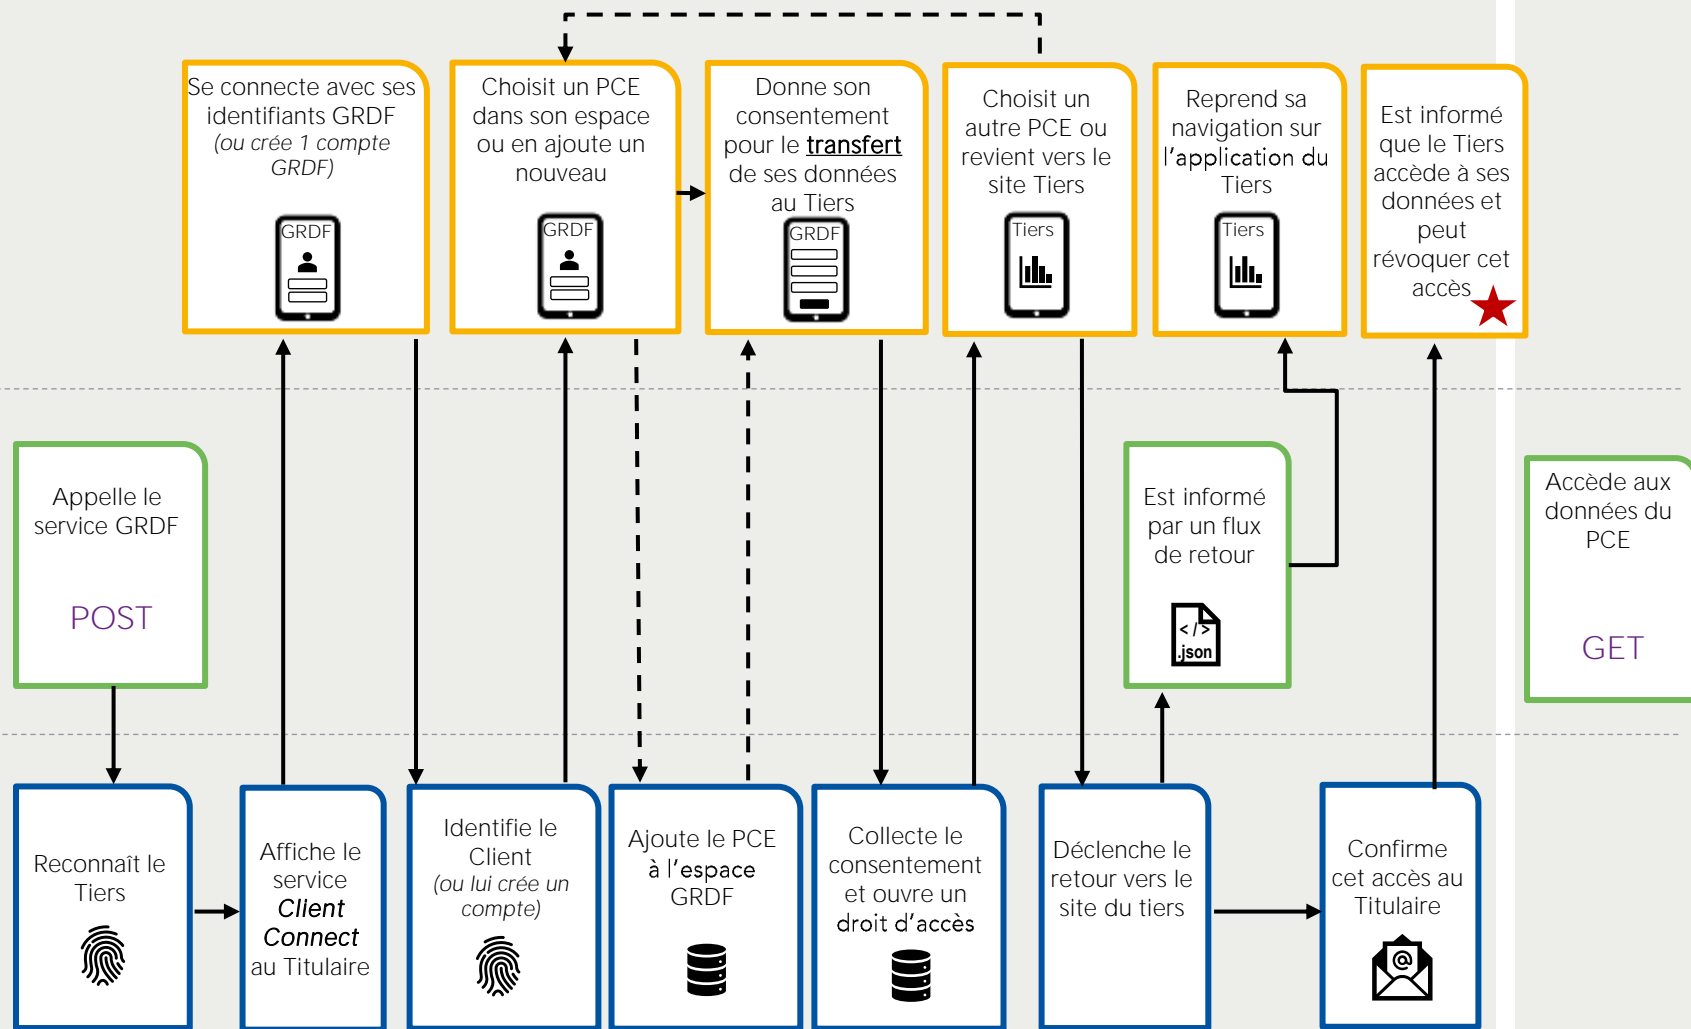 Se connecte avec ses
identifiants GRDF
(ou crée 1 compte
GRDF)
GRDF
Choisit un PCE
dans son espace
ou en ajoute un
nouveau
GRDF
Donne son
consentement
pour le transfert
de ses données
au Tiers
GRDF
Choisit un
autre PCE ou
revient vers le
site Tiers
Tiers
Reprend sa
navigation sur
l'application du
Tiers
Tiers
Est informé
que le Tiers
accède à ses
données et
peut
révoquer cet
accès
Appelle le
service GRDF
POST
Est informé
par un flux
de retour
</>
.json
Accède aux
données du
PCE
GET
Reconnaît le
Tiers
Affiche le
service
Client
Connect
au Titulaire
Identifie le
Client
(ou lui crée un
compte)
Ajoute le PCE
à l'espace
GRDF
Collecte le
consentement
et ouvre un
droit d'accès
Déclenche le
retour vers le
site du tiers
Confirme
cet accès au
Titulaire
@